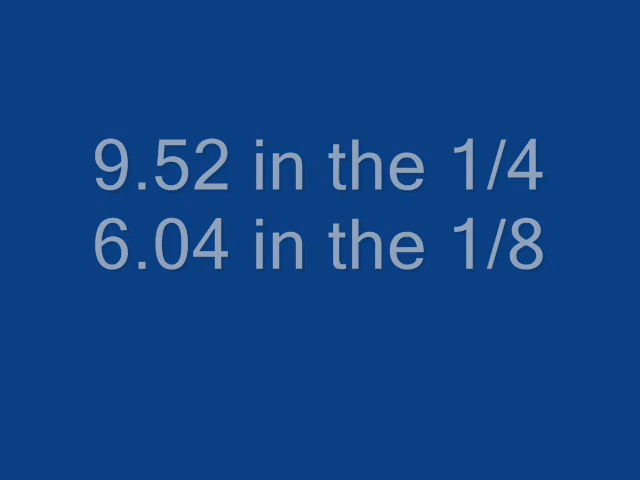 9.52 in the 1/4
6.04 in the 1/8